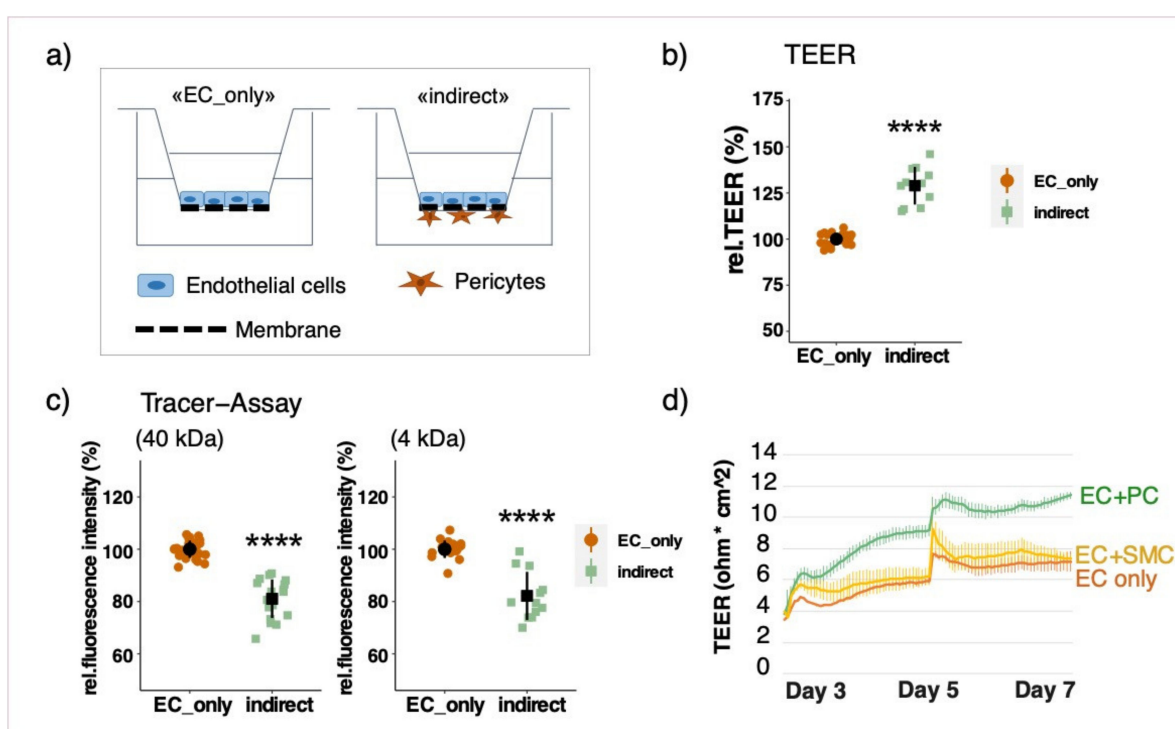 a)
«EC_only»
«indirect»
Endothelial cells
Pericytes
Membrane
b)
TEER
rel.TEER (%)
175
150
125
100
75
50
****
EC_only
indirect
EC_only
indirect
c)
Tracer–Assay
(40 kDa)
rel.fluorescence intensity (%)
120
100
80
60
****
EC_only
indirect
(4 kDa)
rel.fluorescence intensity (%)
120
100
80
60
****
EC_only
indirect
EC_only
indirect
d)
TEER (ohm * cm^2)
14
12
10
8
6
4
2
0
EC+PC
EC+SMC
EC only
Day 3
Day 5
Day 7